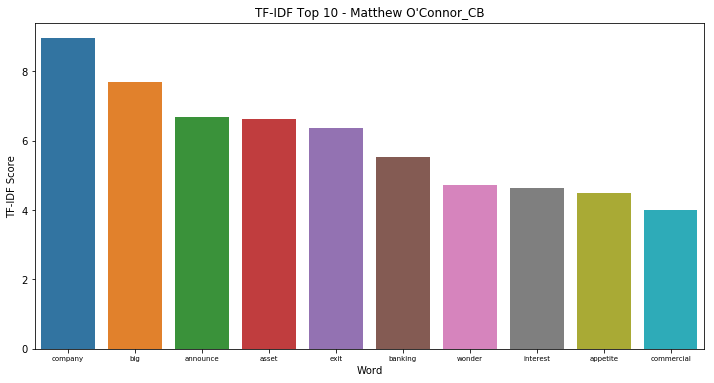 TF-IDF Top 10 - Matthew O'Connor_CB
TF-IDF Score
8
6
4
2
0
company big announce asset exit banking wonder interest appetite commercial
Word